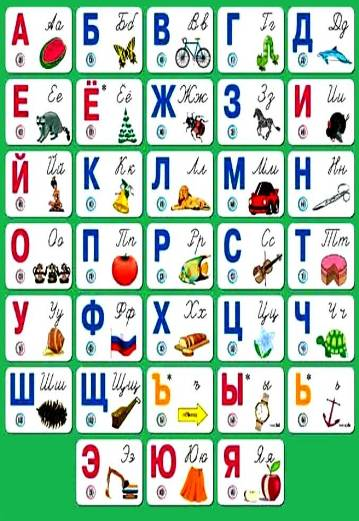 А Аа Б Бб В Вв Г Гг Д Дд
Е Ее Ё* Её Ж Жж З Зз И Ии
Й Йй К Кк Л Лл М Мм Н Нн
О Оо П Пп Р Рр С Сс Т Тт
У Уу Ф Фф Х Хх Ц Цц Ч Чч
Ш Шш Щ Щщ Ъ* ъ Ы* ы Ь* ь
Э Ээ Ю Юю Я Яя